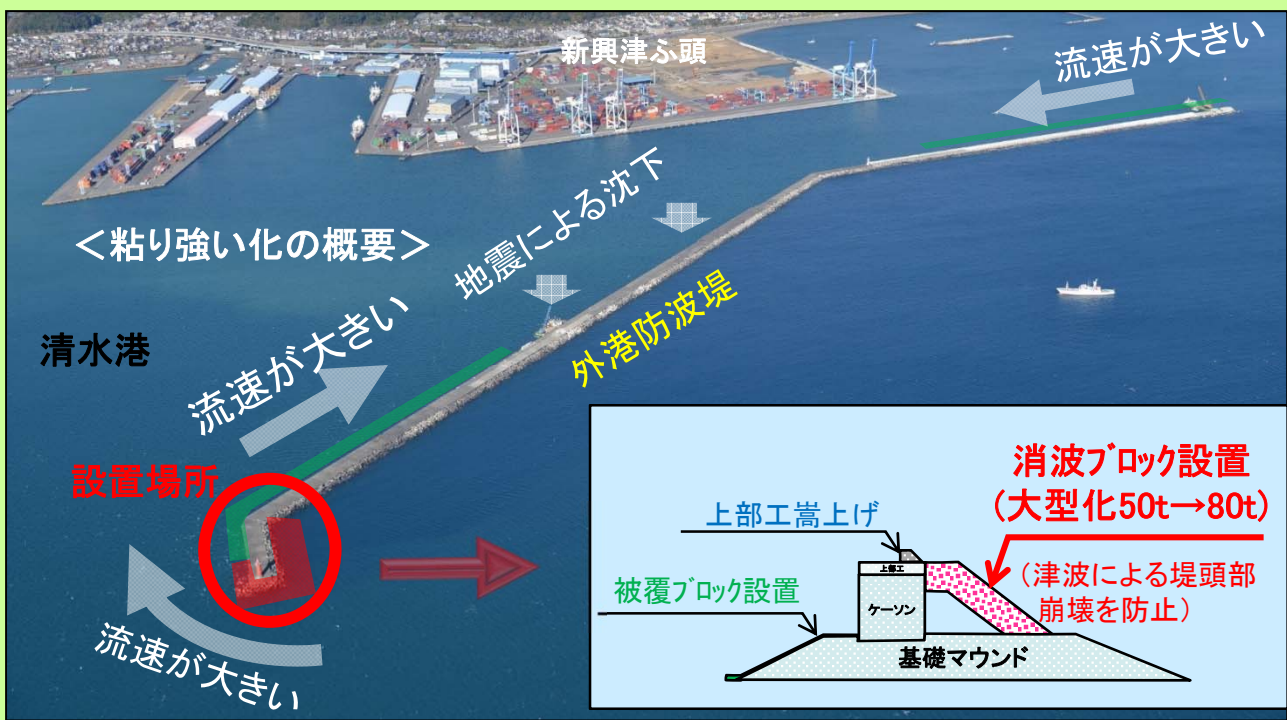 新興津ふ頭
流速が大きい
＜粘り強い化の概要＞
地震による沈下
清水港
流速が大きい
外港防波堤
設置場所
流速が大きい
消波ブロック設置
(大型化50t→80t)
上部工嵩上げ
（津波による堤頭部
崩壊を防止）
被覆ブロック設置
上部工
ケーソン
基礎マウンド